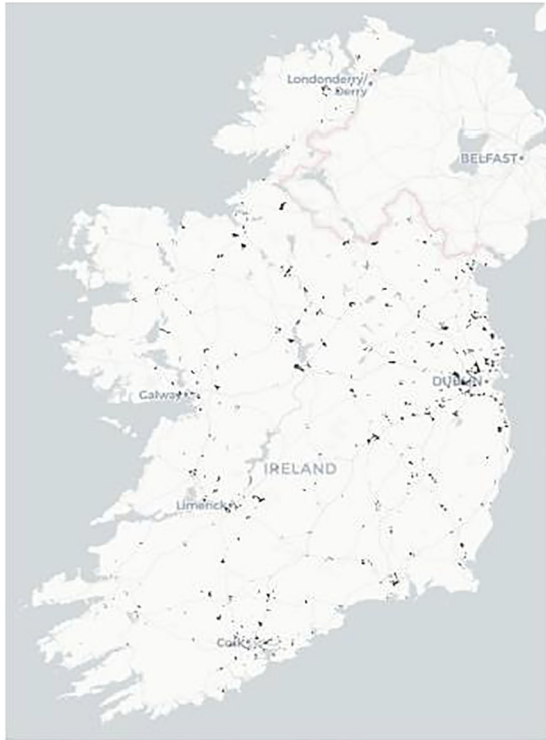 Londonderry/
Derry
BELFAST
DUBLIN
Galway
IRELAND
Limerick
Cork